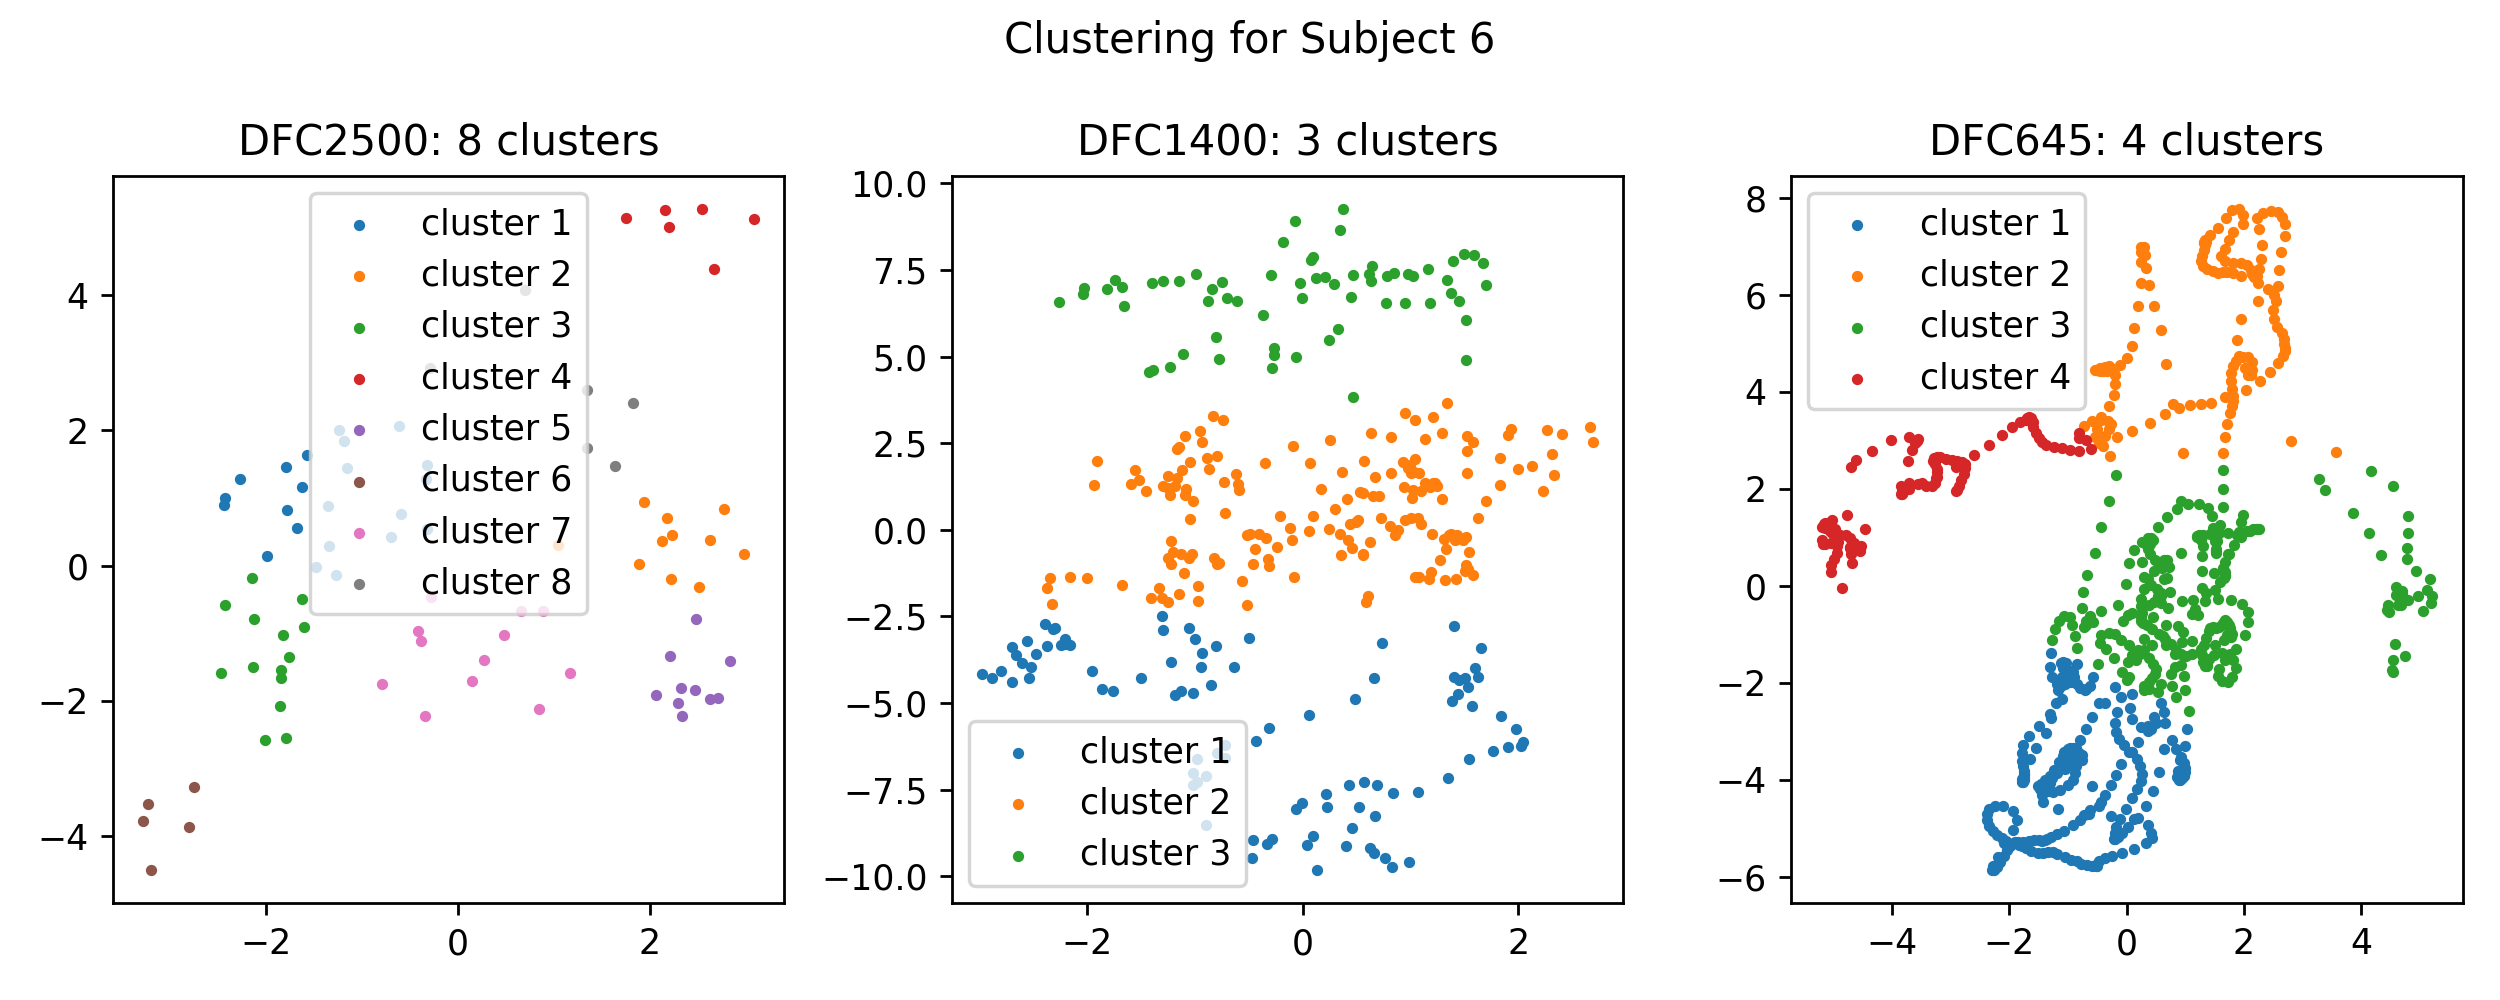 Clustering for Subject 6
DFC2500: 8 clusters
4
2
0
−2
−4
−2
0
2
cluster 1
cluster 2
cluster 3
cluster 4
cluster 5
cluster 6
cluster 7
cluster 8
DFC1400: 3 clusters
10.0
7.5
5.0
2.5
0.0
−2.5
−5.0
−7.5
−10.0
−2
0
2
cluster 1
cluster 2
cluster 3
DFC645: 4 clusters
8
6
4
2
0
−2
−4
−6
−4
−2
0
2
4
cluster 1
cluster 2
cluster 3
cluster 4